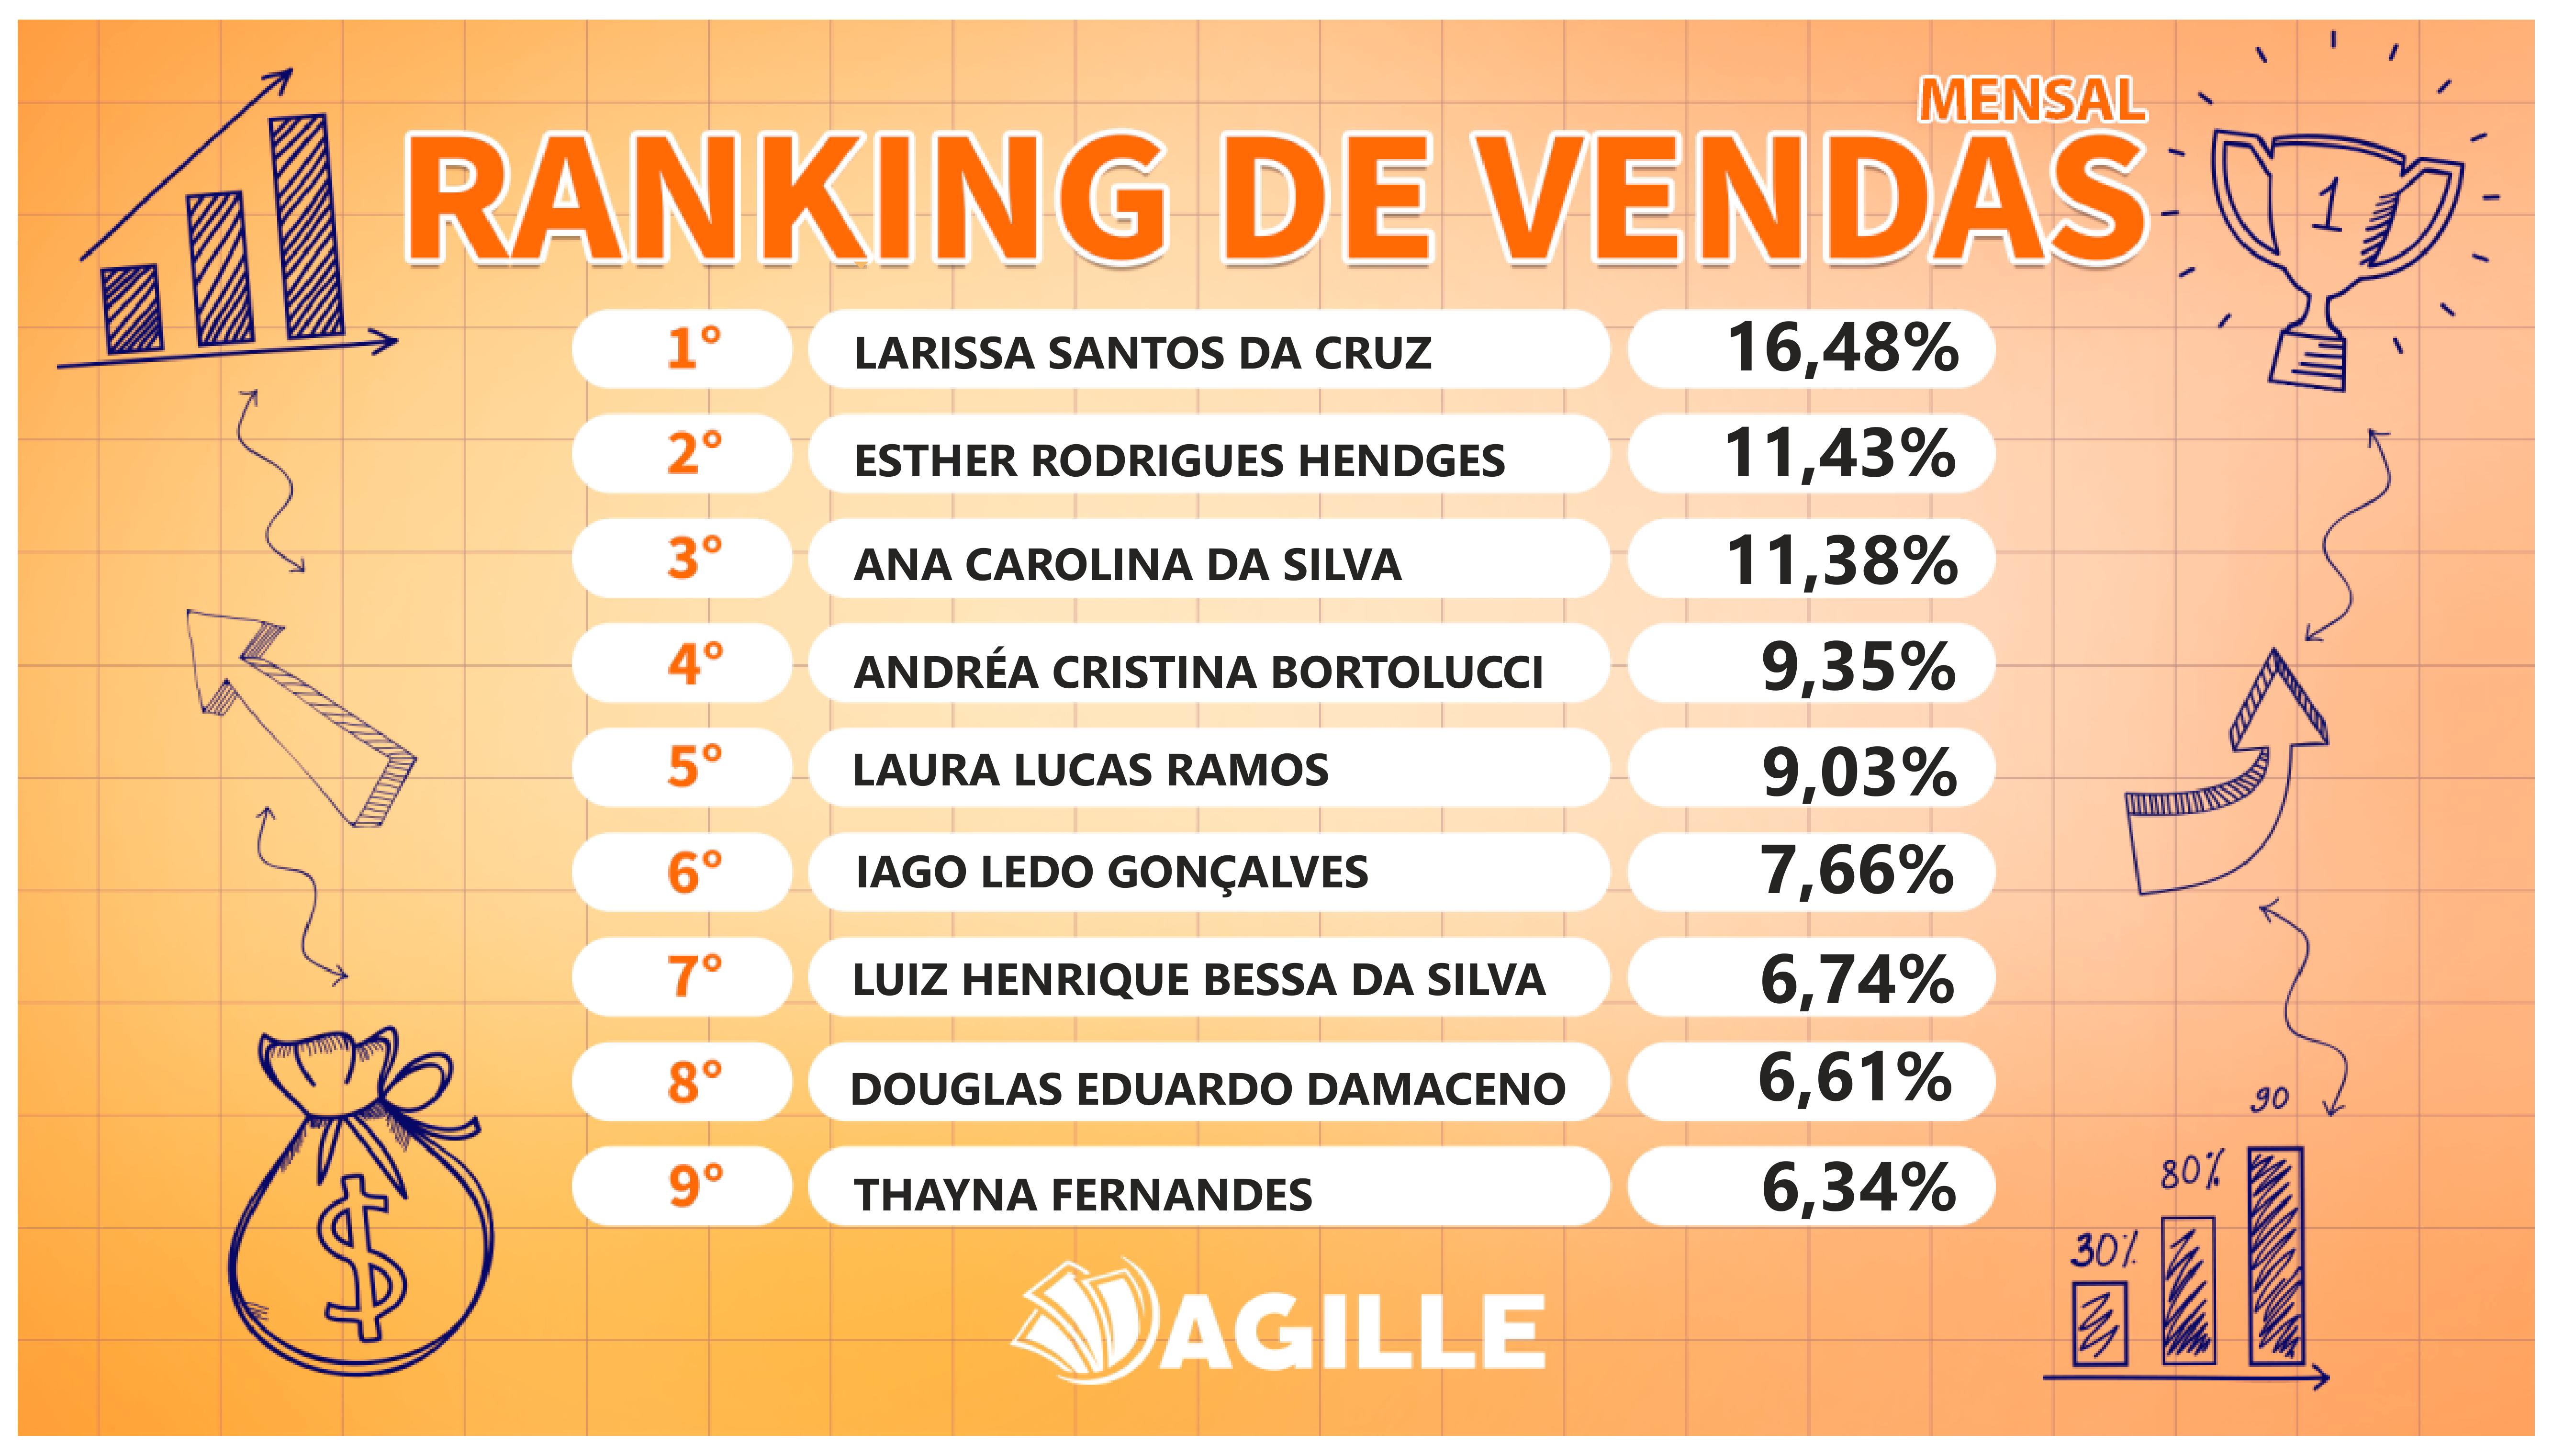 MENSAL
RANKING DE VENDAS
1
1° LARISSA SANTOS DA CRUZ 16,48%
2° ESTHER RODRIGUES HENDGES 11,43%
3° ANA CAROLINA DA SILVA 11,38%
4° ANDRÉA CRISTINA BORTOLUCCI 9,35%
5° LAURA LUCAS RAMOS 9,03%
6° IAGO LEDO GONÇALVES 7,66%
7° LUIZ HENRIQUE BESSA DA SILVA 6,74%
8° DOUGLAS EDUARDO DAMACENO 6,61%
9° THAYNA FERNANDES 6,34%
$
90
80%
30%
AGILLE